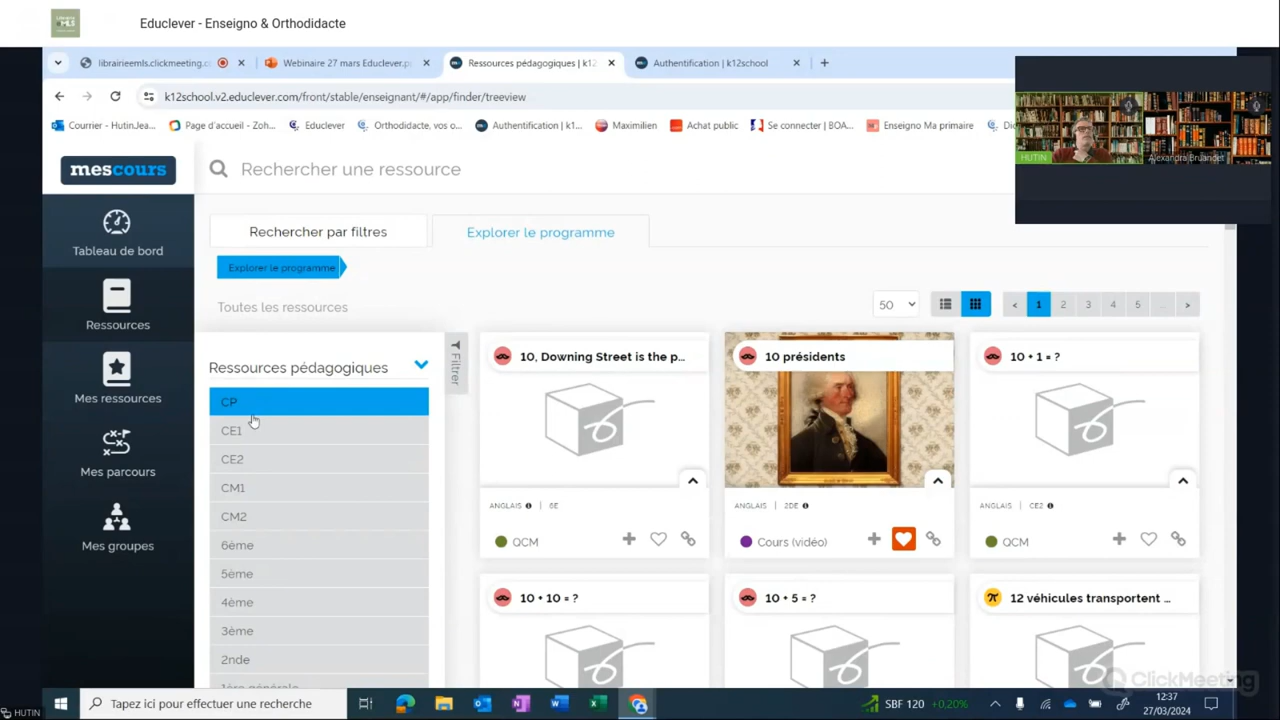 Educlever - Enseigno & Orthodidacte
librairieemls.clickmeeting.c
Webinaire 27 mars Educlever.p
Ressources pédagogiques | k12
Authentification | k12school
k12school.v2.educlever.com/front/stable/enseignant/#/app/finder/treeview
Courrier - HutinJea...
Page d'accueil - Zoh...
Educlever
Orthodidacte, vos o...
Authentification | k1...
Maximilien
Achat public
Se connecter | BOA...
Enseigno Ma primaire
HUTIN
Alexandra Bruandet
mescours
Rechercher une ressource
Tableau de bord
Ressources
Mes ressources
Mes parcours
Mes groupes
Rechercher par filtres
Explorer le programme
Explorer le programme
Toutes les ressources
50
< 1 2 3 4 5 ... >
Ressources pédagogiques
Filtrer
CP
CE1
CE2
CM1
CM2
6ème
5ème
4ème
3ème
2nde
1ère générale
10, Downing Street is the p...
ANGLAIS | 6E
QCM
10 présidents
ANGLAIS | 2DE
Cours (vidéo)
10 + 1 = ?
ANGLAIS | CE2
QCM
10 + 10 = ?
10 + 5 = ?
12 véhicules transportent ...
ClickMeeting
Tapez ici pour effectuer une recherche
SBF 120 +0,20%
12:37
27/03/2024
HUTIN